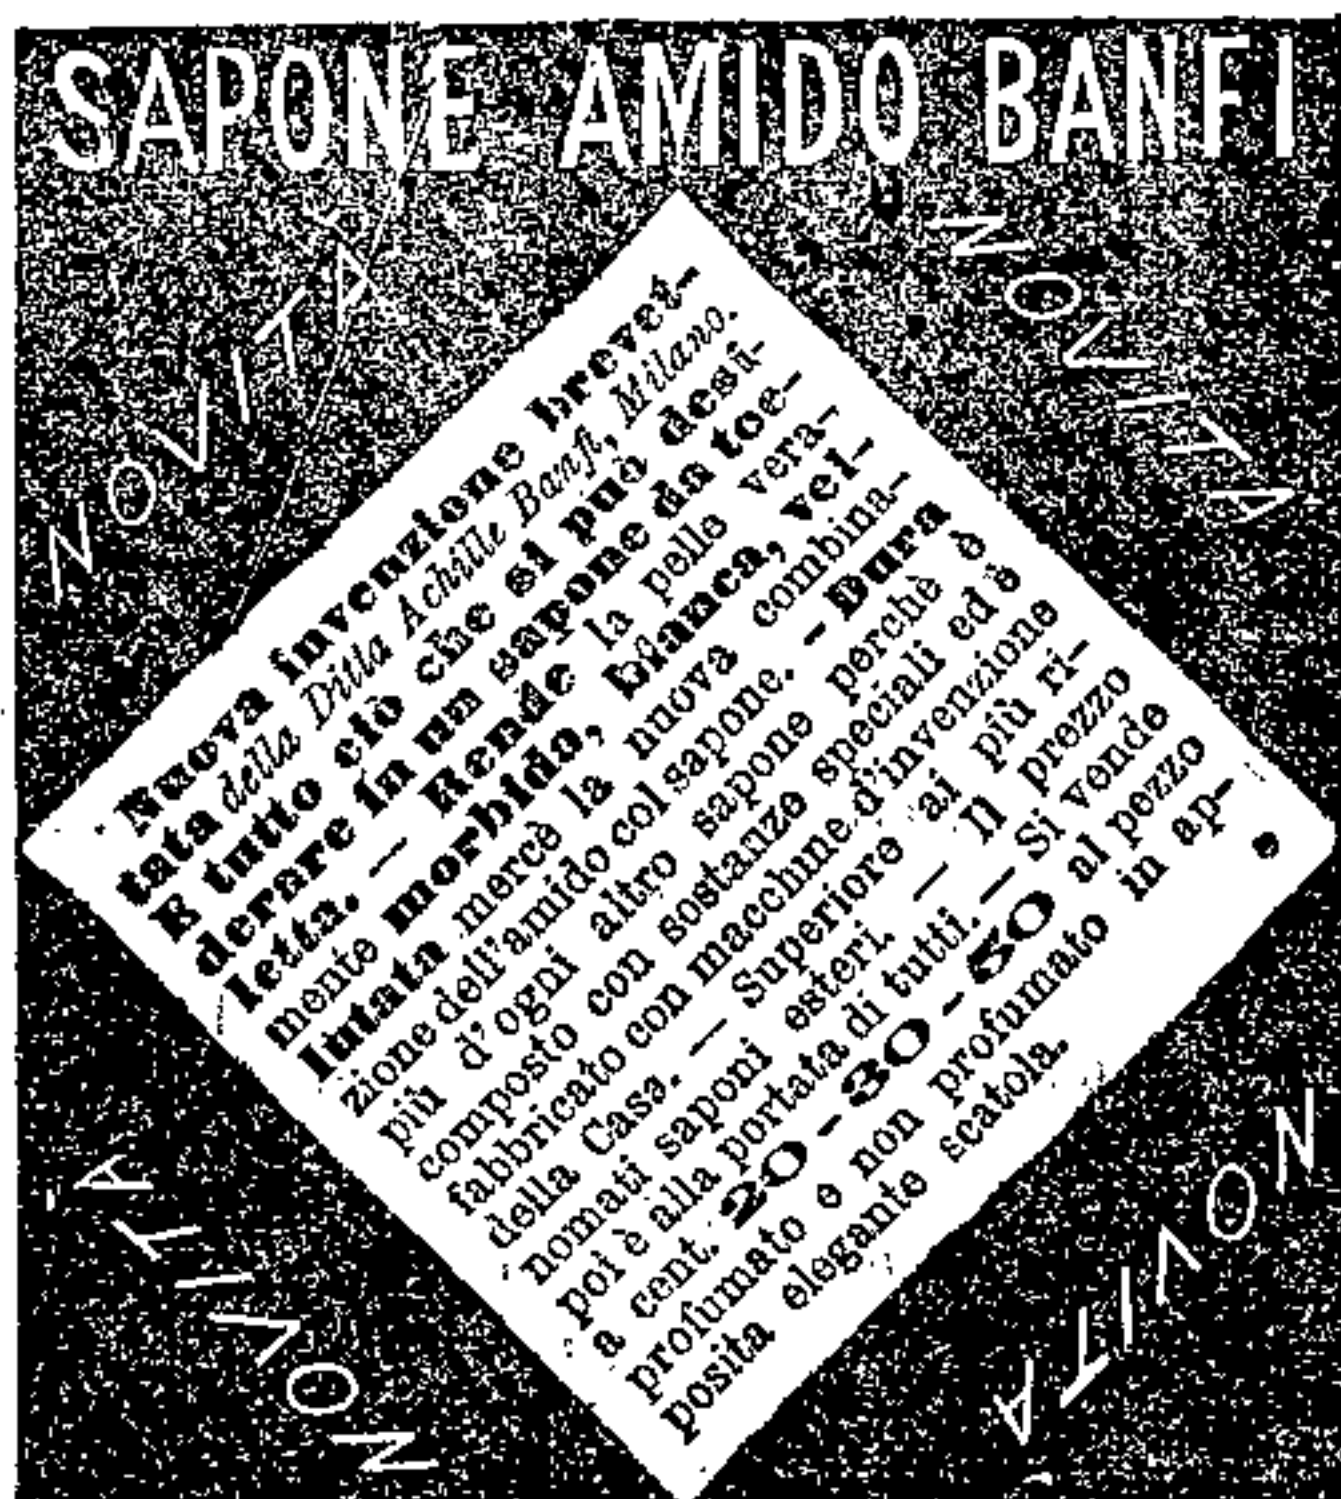 SAPONE AMIDO BANFI
NOVITÀ
NOVITA
Nuova invenzione brevet-
tata della Ditta Achille Banfi, Milano.
E tutto ciò che si può desi-
derare in un sapone da toe-
letta. — Rende la pelle vera-
mente morbida, bianca, vel-
lutata mercè la nuova combina-
zione dell'amido col sapone. - Dura
più d'ogni altro sapone perchè è
composto con sostanze speciali ed è
fabbricato con macchine d'invenzione
della Casa. — Superiore ai più ri-
nomati saponi esteri. — Il prezzo
poi è alla portata di tutti. — Si vende
a cent. 20 - 30 - 50 al pezzo
profumato e non profumato in ap-
posita elegante scatola.
NOVITA
NOVITA